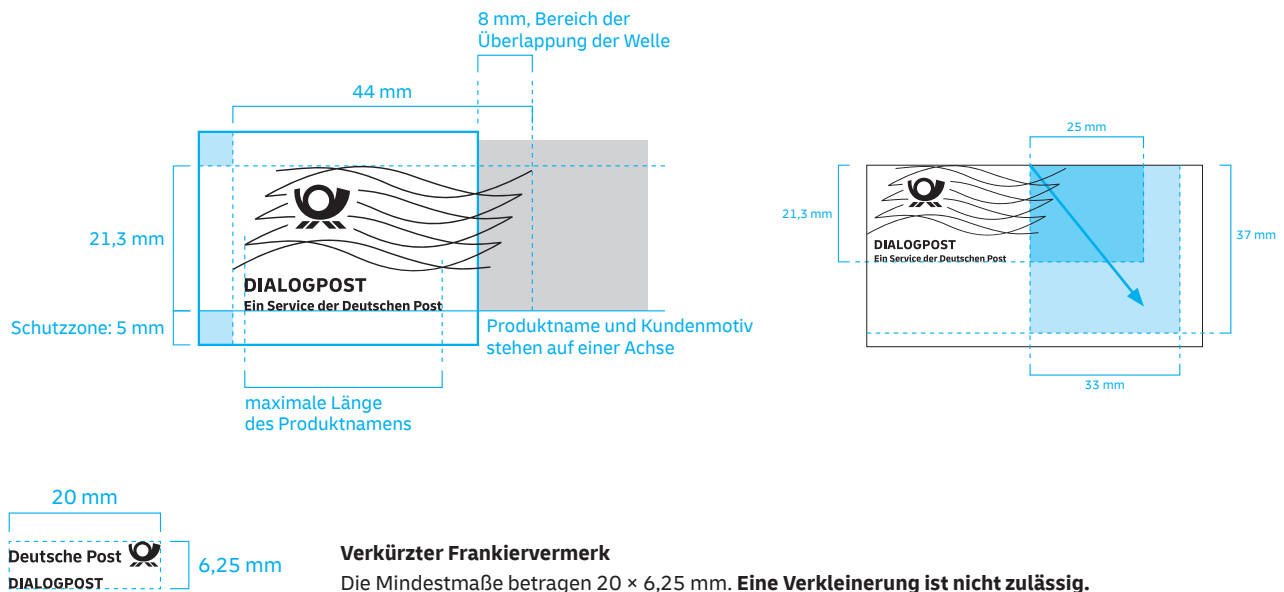 8 mm, Bereich der
Überlappung der Welle
44 mm
21,3 mm
DIALOGPOST
Ein Service der Deutschen Post
Schutzzone: 5 mm
Produktname und Kundenmotiv
stehen auf einer Achse
maximale Länge
des Produktnamens
25 mm
21,3 mm
DIALOGPOST
Ein Service der Deutschen Post
37 mm
33 mm
20 mm
Deutsche Post
DIALOGPOST
6,25 mm
Verkürzter Frankiervermerk
Die Mindestmaße betragen 20 × 6,25 mm. Eine Verkleinerung ist nicht zulässig.